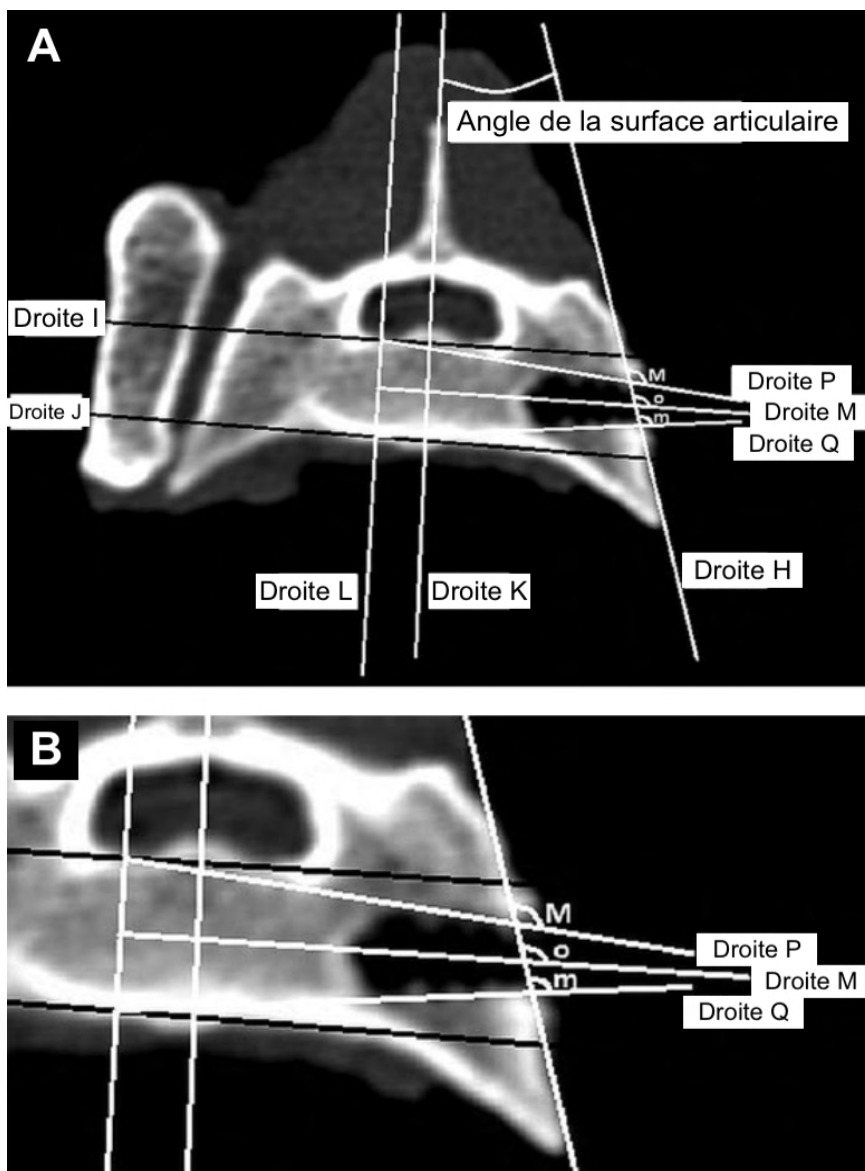 A
Angle de la surface articulaire
Droite I
M
Droite P
o
Droite M
Droite J
m
Droite Q
Droite H
Droite L
Droite K
B
M
o
Droite P
m
Droite M
Droite Q